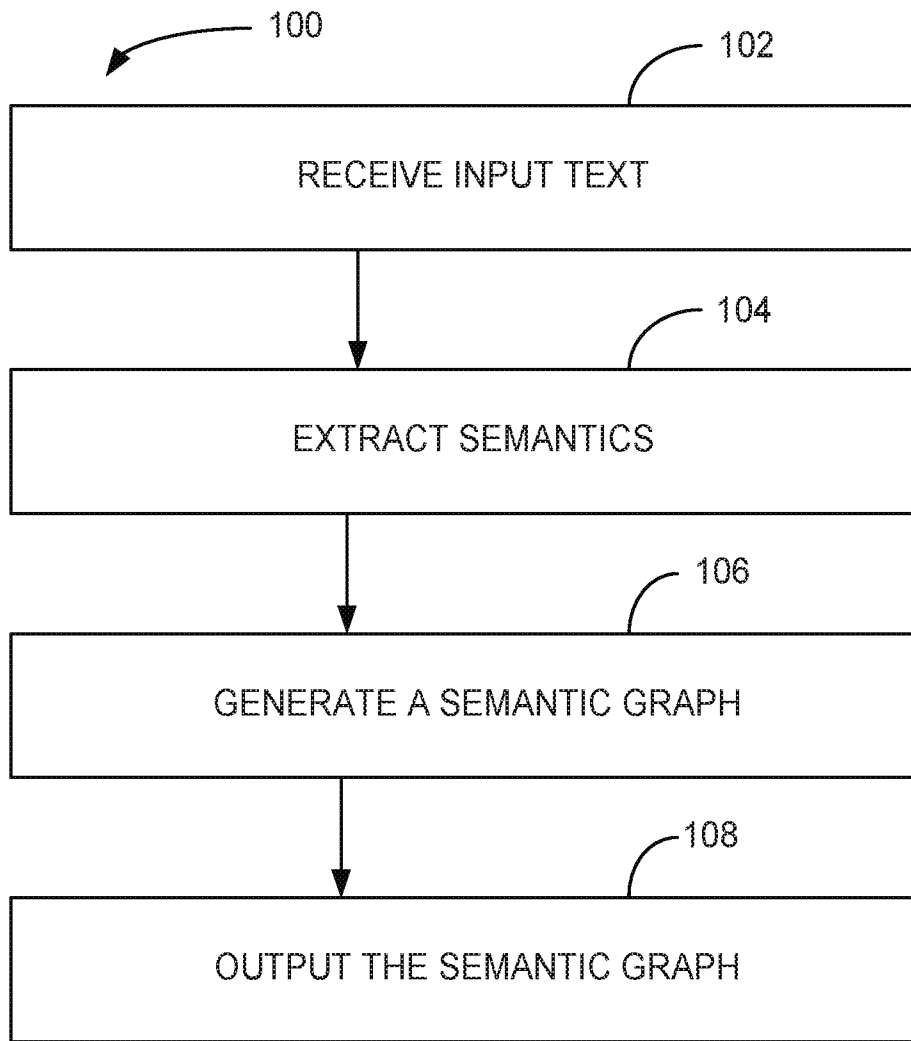 100
102
RECEIVE INPUT TEXT
104
EXTRACT SEMANTICS
106
GENERATE A SEMANTIC GRAPH
108
OUTPUT THE SEMANTIC GRAPH